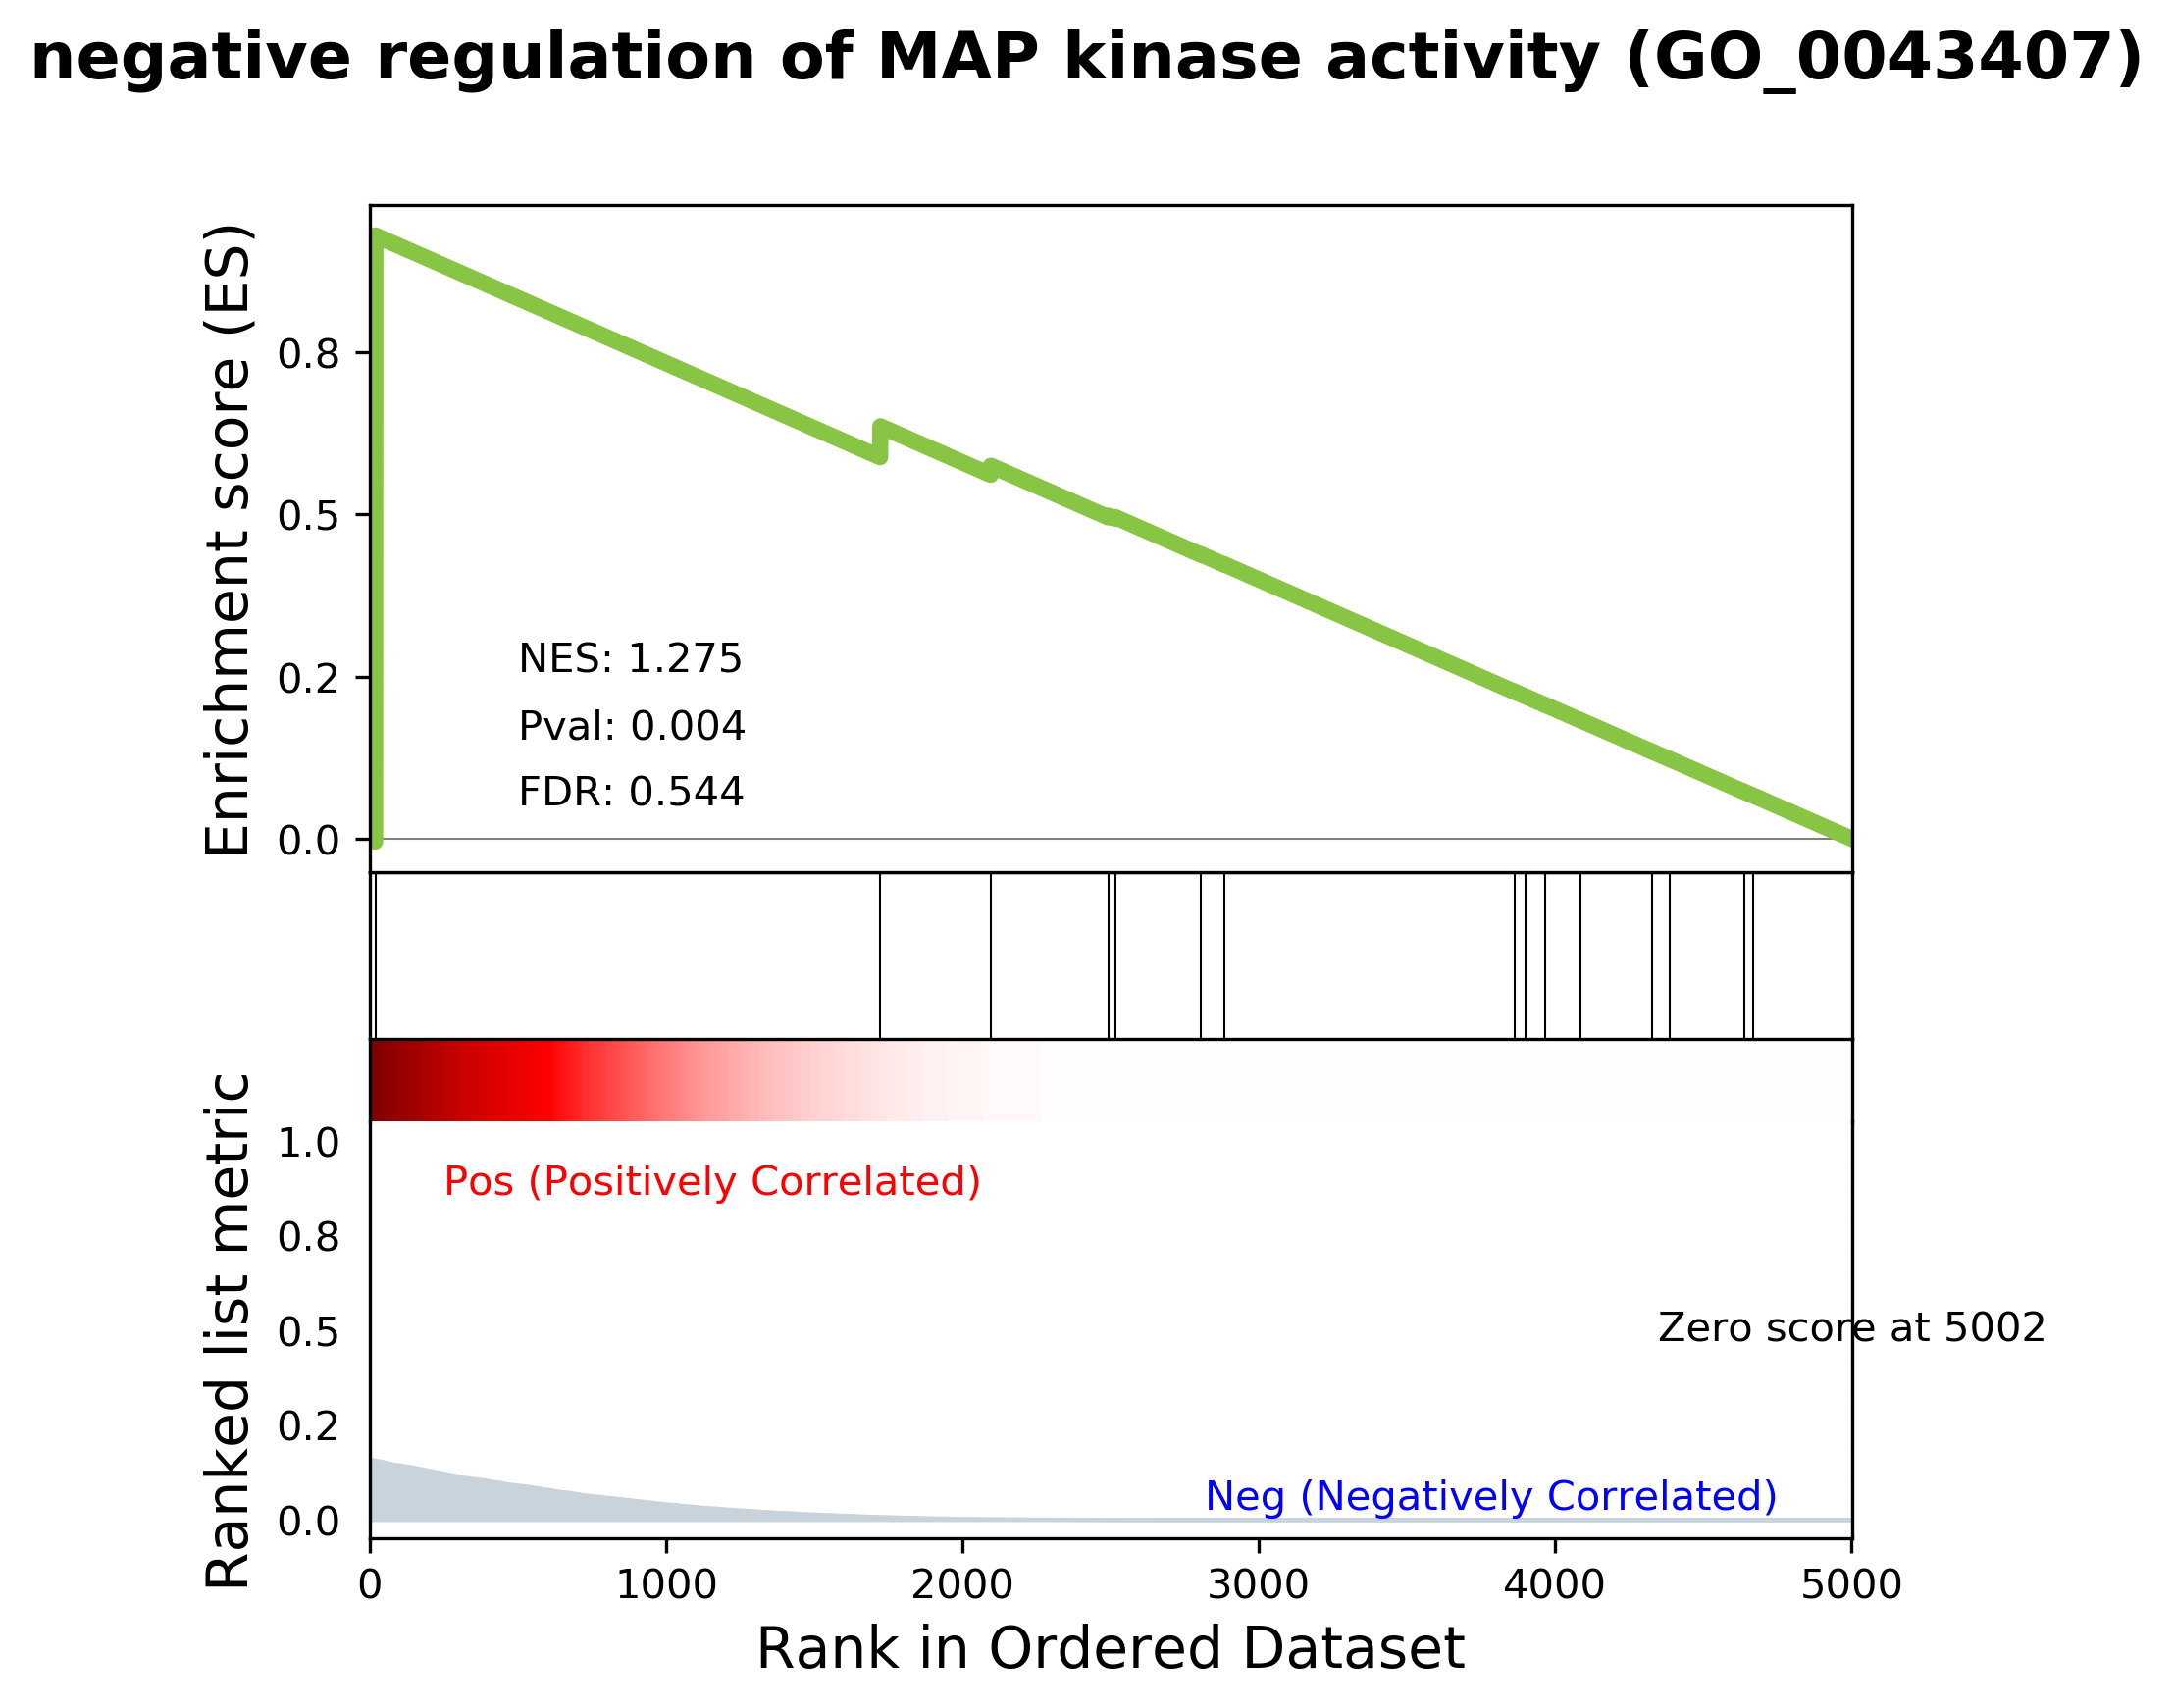 negative regulation of MAP kinase activity (GO_0043407)
Enrichment score (ES)
0.8
0.5
0.2
0.0
NES: 1.275
Pval: 0.004
FDR: 0.544
Ranked list metric
1.0
0.8
0.5
0.2
0.0
Pos (Positively Correlated)
Zero score at 5002
Neg (Negatively Correlated)
0 1000 2000 3000 4000 5000
Rank in Ordered Dataset